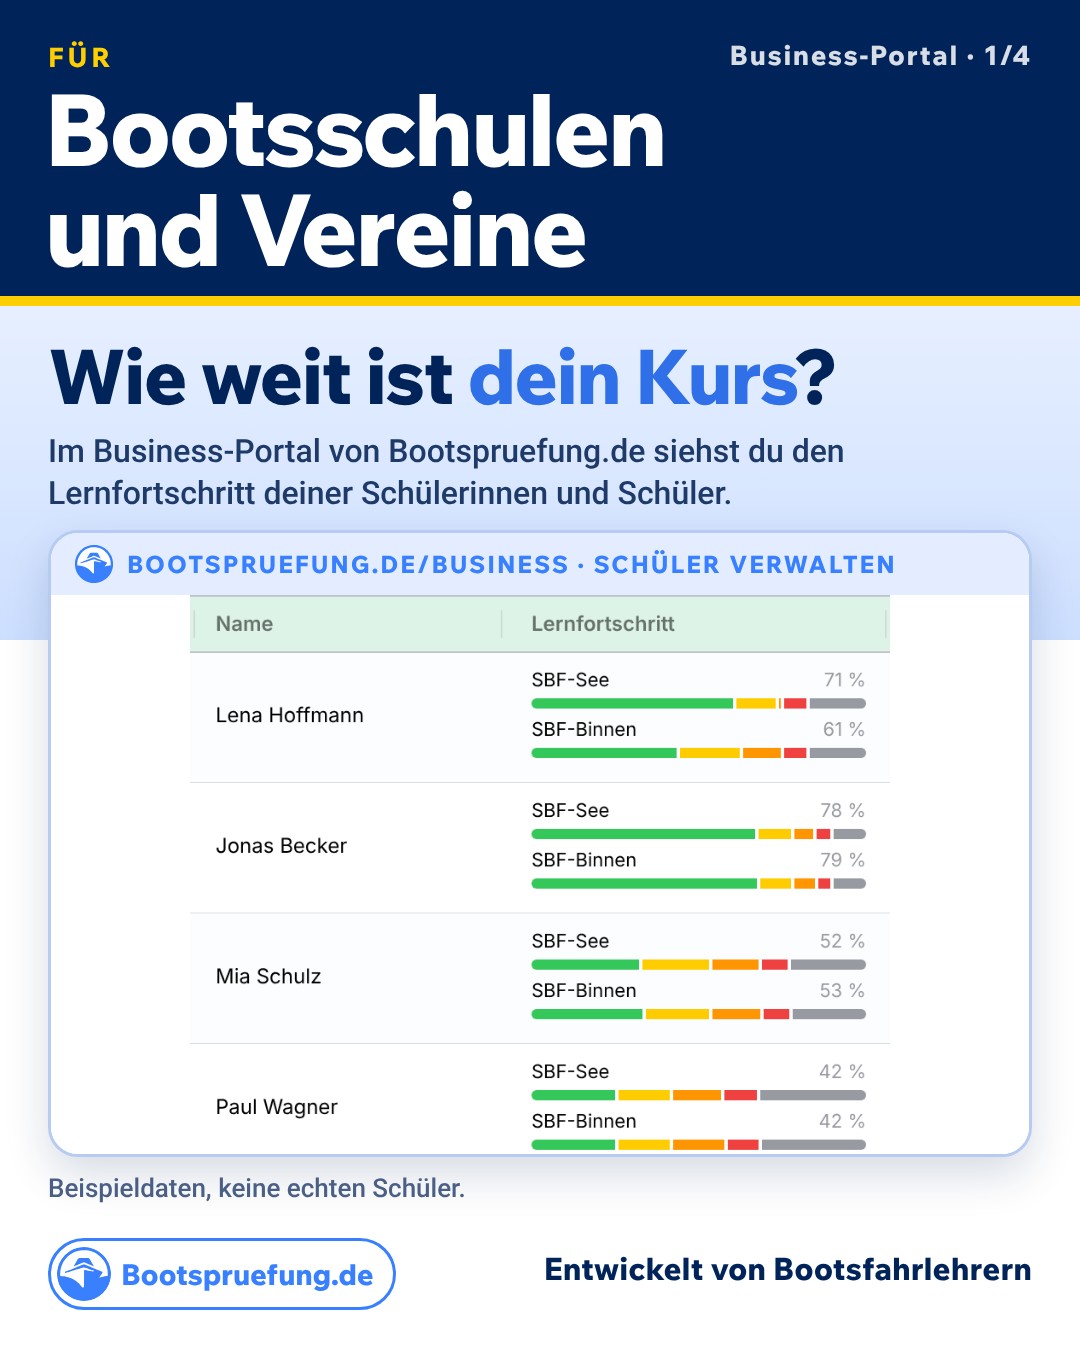 FÜR
Business-Portal · 1/4
Bootsschulen
und Vereine
Wie weit ist dein Kurs?
Im Business-Portal von Bootspruefung.de siehst du den
Lernfortschritt deiner Schülerinnen und Schüler.
BOOTSPRUEFUNG.DE/BUSINESS · SCHÜLER VERWALTEN
Name Lernfortschritt
Lena Hoffmann
SBF-See 71 %
SBF-Binnen 61 %
Jonas Becker
SBF-See 78 %
SBF-Binnen 79 %
Mia Schulz
SBF-See 52 %
SBF-Binnen 53 %
Paul Wagner
SBF-See 42 %
SBF-Binnen 42 %
Beispieldaten, keine echten Schüler.
Bootspruefung.de
Entwickelt von Bootsfahrlehrern